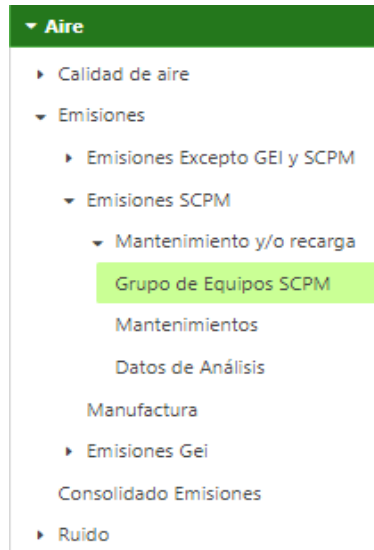 Aire
Calidad de aire
Emisiones
Emisiones Excepto GEI y SCPM
Emisiones SCPM
Mantenimiento y/o recarga
Grupo de Equipos SCPM
Mantenimientos
Datos de Análisis
Manufactura
Emisiones Gei
Consolidado Emisiones
Ruido